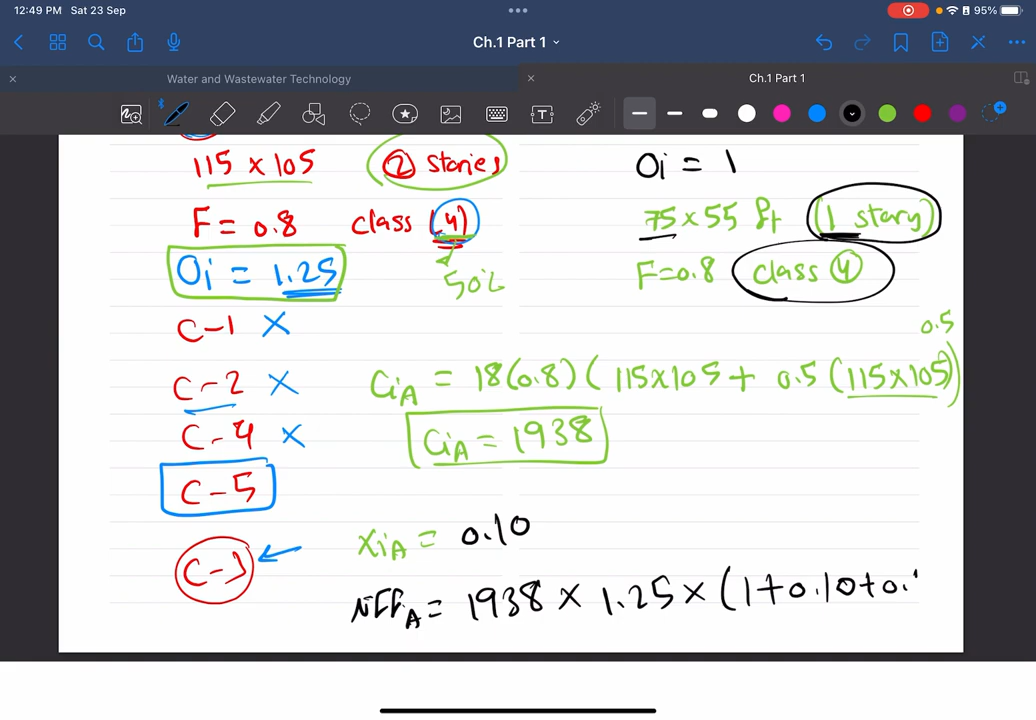 12:49 PM Sat 23 Sep
95%
Ch.1 Part 1
Water and Wastewater Technology
Ch.1 Part 1
115 x 105 ② stories
F = 0.8 class (4)
Oi = 1.25
50%
C-1 X
C-2 X
C-4 X
C-5
C-3
Oi = 1
75 x 55 ft (1 story)
F=0.8 class ④
0.5
CiA = 18(0.8) (115x105 + 0.5 (115x105))
CiA = 1938
XiA = 0.10
NFFA = 1938 x 1.25 x (1+0.10+0.